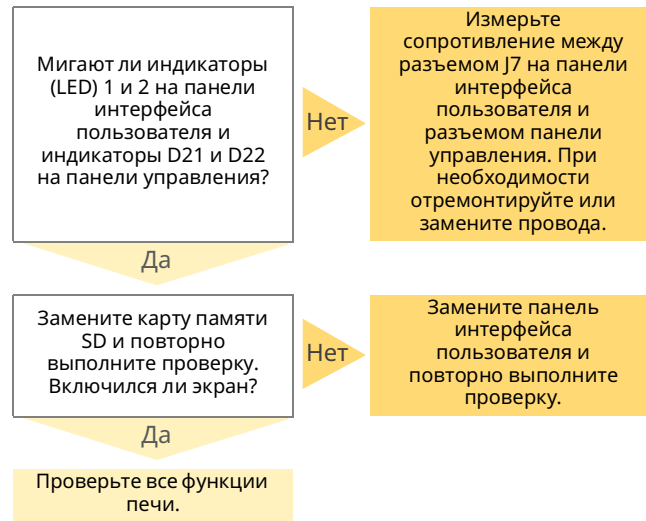 Мигают ли индикаторы
(LED) 1 и 2 на панели
интерфейса
пользователя и
индикаторы D21 и D22
на панели управления?
Нет
Измерьте
сопротивление между
разъемом J7 на панели
интерфейса
пользователя и
разъемом панели
управления. При
необходимости
отремонтируйте или
замените провода.
Да
Замените карту памяти
SD и повторно
выполните проверку.
Включился ли экран?
Нет
Замените панель
интерфейса
пользователя и
повторно выполните
проверку.
Да
Проверьте все функции
печи.